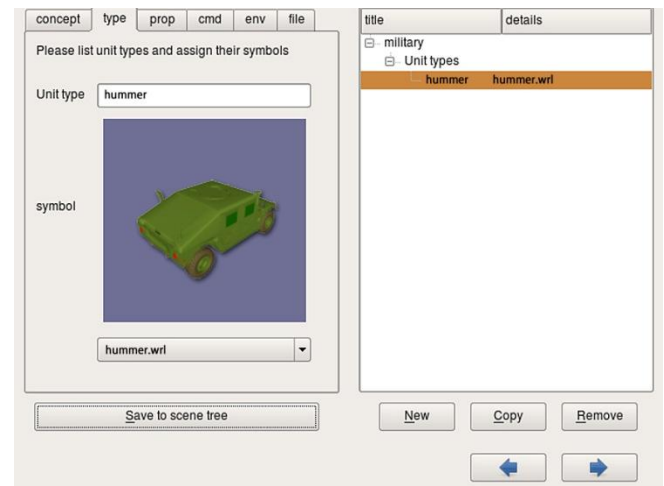 concept type prop cmd env file
Please list unit types and assign their symbols
Unit type hummer
symbol
hummer.wrl
Save to scene tree
title details
military
Unit types
hummer hummer.wrl
New Copy Remove